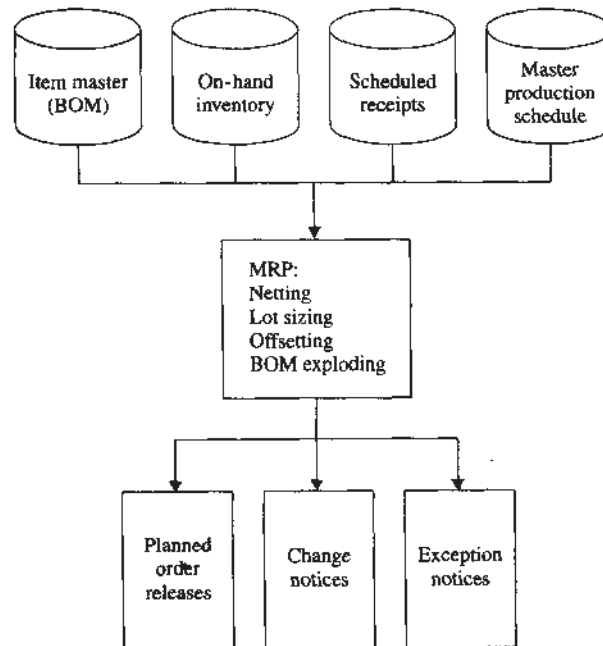 Item master
(BOM)
On-hand
inventory
Scheduled
receipts
Master
production
schedule
MRP:
Netting
Lot sizing
Offsetting
BOM exploding
Planned
order
releases
Change
notices
Exception
notices